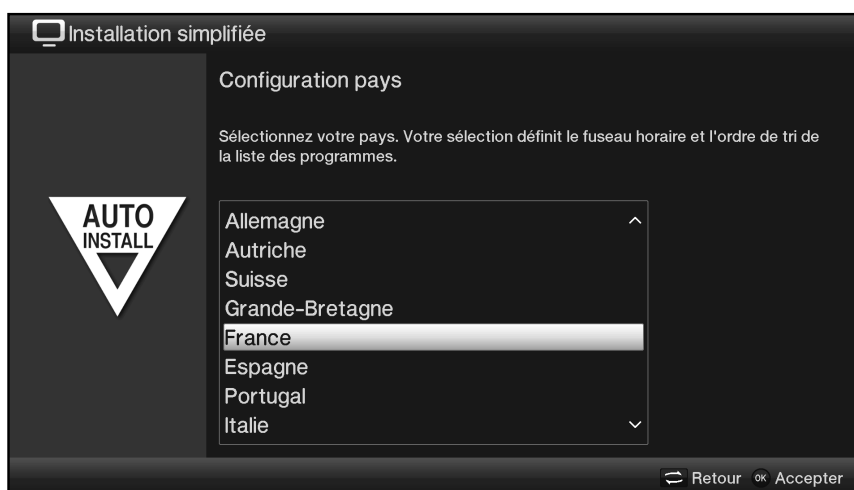 Installation simplifiée
Configuration pays
Sélectionnez votre pays. Votre sélection définit le fuseau horaire et l'ordre de tri de
la liste des programmes.
AUTO
INSTALL
Allemagne
Autriche
Suisse
Grande-Bretagne
France
Espagne
Portugal
Italie
Retour OK Accepter